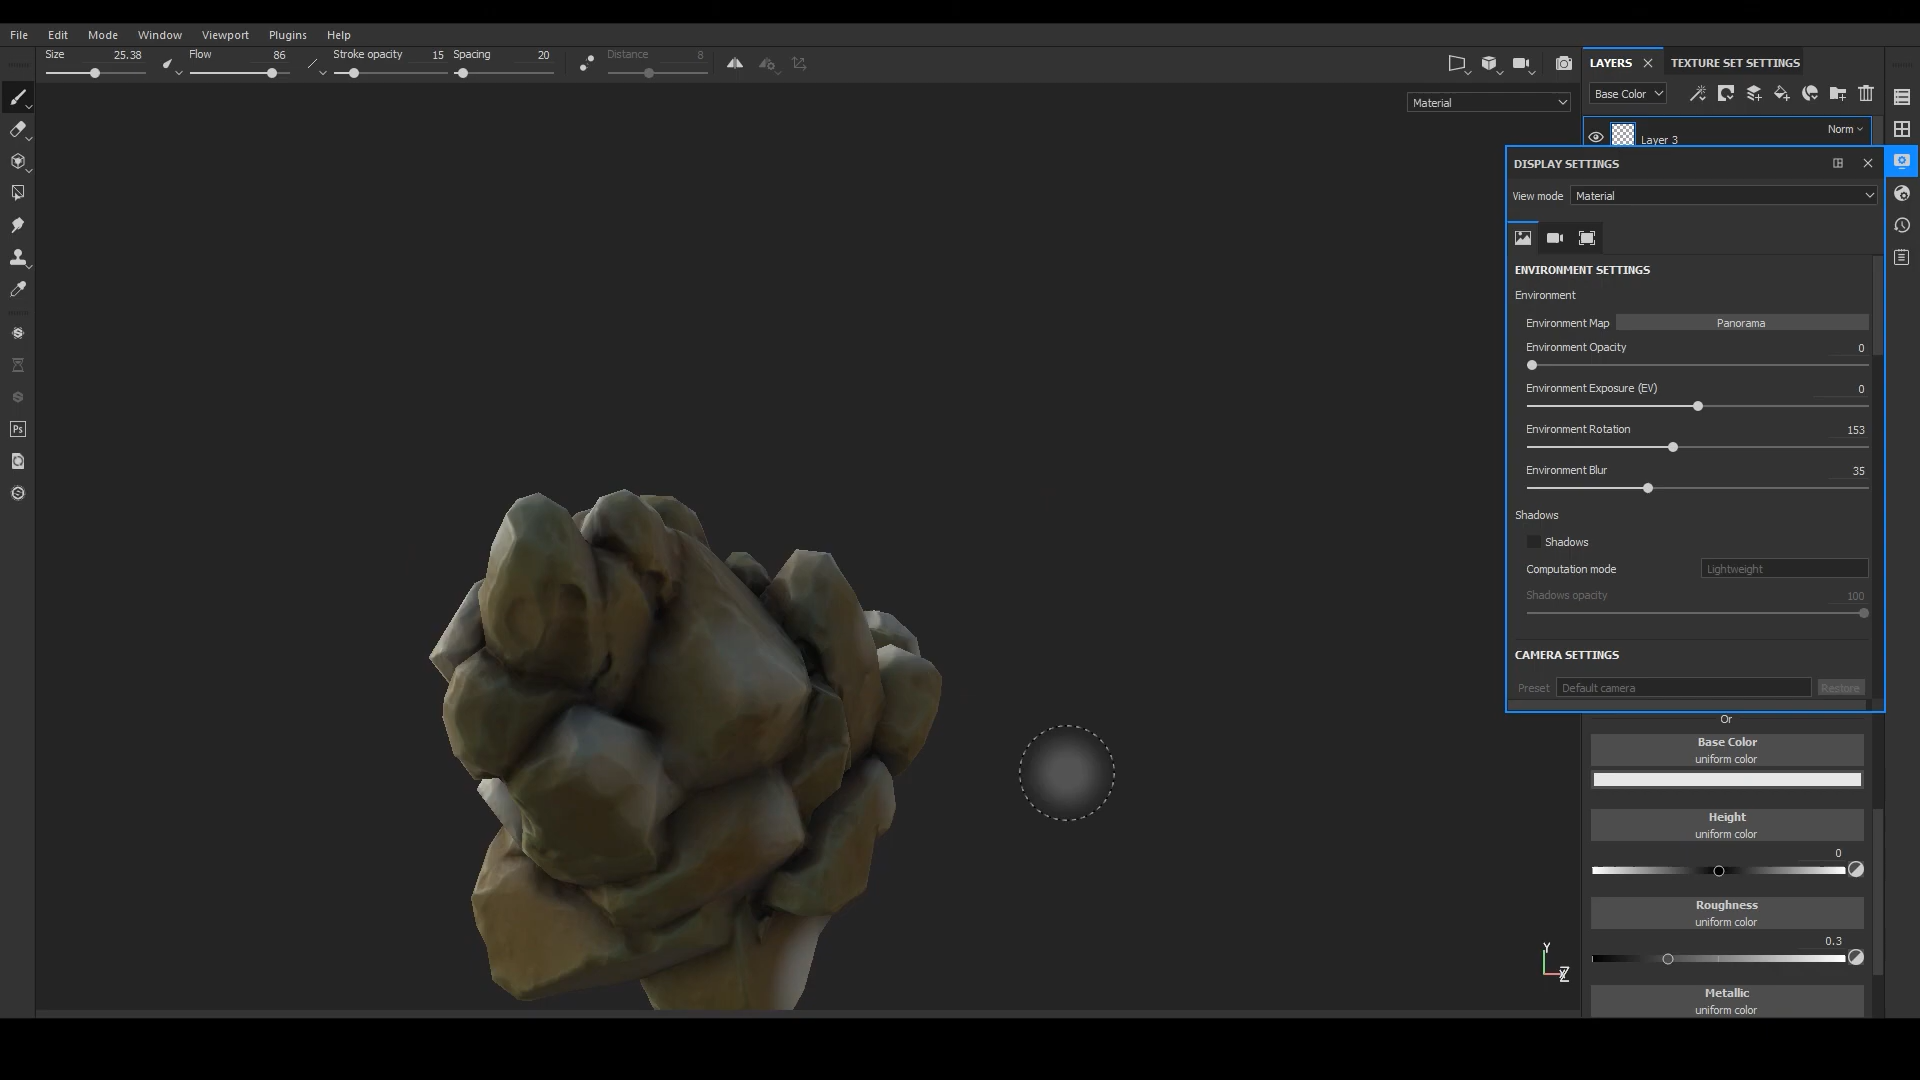 File Edit Mode Window Viewport Plugins Help
Size 25.38 Flow 86 Stroke opacity 15 Spacing 20 Distance 8
LAYERS TEXTURE SET SETTINGS
Base Color
Material
Norm
Layer 3
DISPLAY SETTINGS
View mode Material
ENVIRONMENT SETTINGS
Environment
Environment Map Panorama
Environment Opacity 0
Environment Exposure (EV) 0
Environment Rotation 153
Environment Blur 35
Shadows
Shadows
Computation mode Lightweight
Shadows opacity 100
CAMERA SETTINGS
Preset Default camera Restore
Or
Base Color
uniform color
Height
uniform color
0
Roughness
uniform color
0.3
Metallic
uniform color
Ps
Y
Z